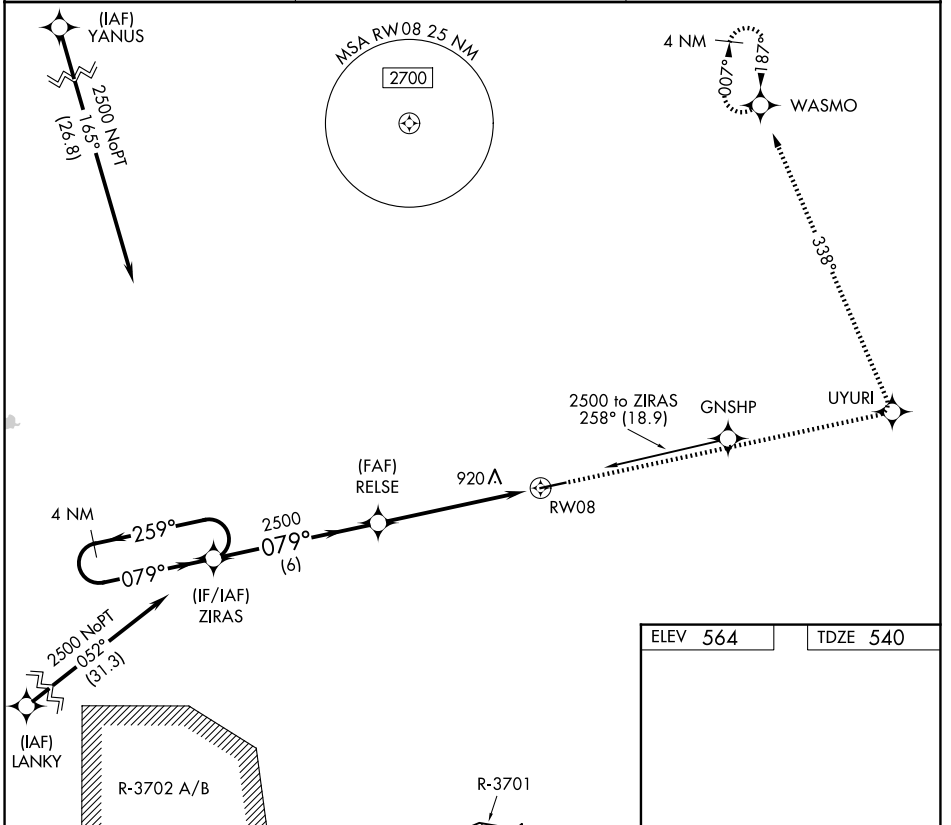 (IAF)
YANUS
2500 NoPT
165°
(26.8)
MSA RW08 25 NM
2700
4 NM
007°
187°
WASMO
338°
2500 to ZIRAS
258° (18.9)
GNSHP
UYURI
(FAF)
RELSE
920
RW08
4 NM
259°
079°
2500
079°
(6)
(IF/IAF)
ZIRAS
2500 NoPT
052°
(31.3)
(IAF)
LANKY
R-3702 A/B
R-3701
ELEV 564
TDZE 540